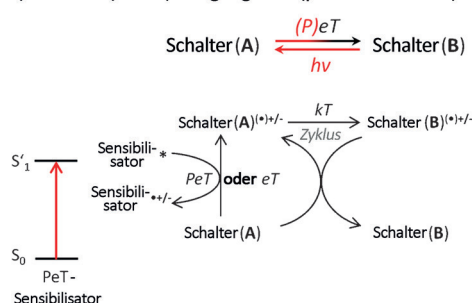 (P)eT
Schalter(A) Schalter(B)
hν
kT
Schalter(A)(•)+/- Schalter(B)(•)+/-
Zyklus
Sensibili-
sator*
S'1
PeT oder eT
Sensibili-
sator•+/-
Schalter(A) Schalter(B)
S0
PeT-
Sensibilisator